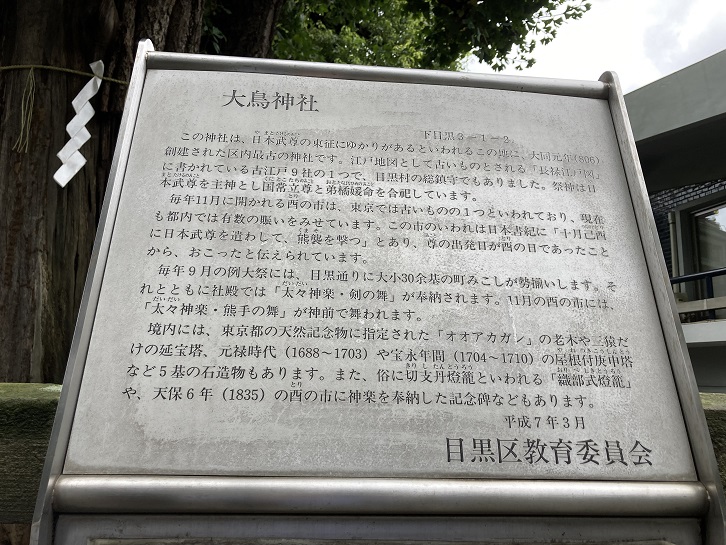 大鳥神社
下目黒3-1-2
この神社は、日本武尊の東征にゆかりがあるといわれるこの地に、大同元年(806)
創建された区内最古の神社です。江戸地図として古いものとされる「長禄江戸図」
に書かれている古江戸9社の1つで、目黒村の総鎮守でもありました。祭神は日
本武尊を主神とし国常立尊と弟橘媛命を合祀しています。
毎年11月に開かれる酉の市は、東京では古いものの1つといわれており、現在
も都内では有数の賑いをみせています。この市のいわれは日本書紀に「十月己酉
に日本武尊を遣わして、熊襲を撃つ」とあり、尊の出発日が酉の日であったこと
から、おこったと伝えられています。
毎年9月の例大祭には、目黒通りに大小30余基の町みこしが勢揃いします。そ
れとともに社殿では「太々神楽・剣の舞」が奉納されます。11月の酉の市には、
「太々神楽・熊手の舞」が神前で舞われます。
境内には、東京都の天然記念物に指定された「オオアカガシ」の老木や三猿だ
けの延宝塔、元禄時代(1688〜1703)や宝永年間(1704〜1710)の屋根付庚申塔
など5基の石造物もあります。また、俗に切支丹燈籠といわれる「織部式燈籠」
や、天保6年(1835)の酉の市に神楽を奉納した記念碑などもあります。
平成7年3月
目黒区教育委員会